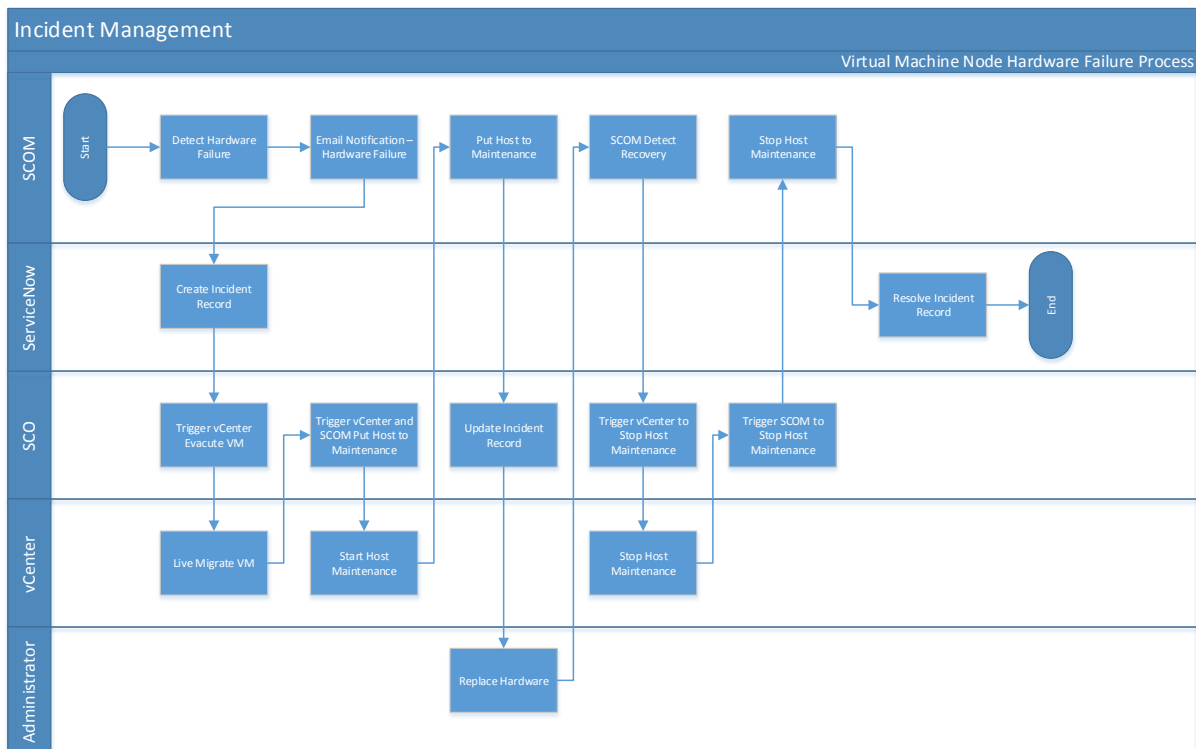 Incident Management
Virtual Machine Node Hardware Failure Process
SCOM
Start
Detect Hardware
Failure
Email Notification –
Hardware Failure
Put Host to
Maintenance
SCOM Detect
Recovery
Stop Host
Maintenance
ServiceNow
Create Incident
Record
Resolve Incident
Record
End
SCO
Trigger vCenter
Evacute VM
Trigger vCenter and
SCOM Put Host to
Maintenance
Update Incident
Record
Trigger vCenter to
Stop Host
Maintenance
Trigger SCOM to
Stop Host
Maintenance
vCenter
Live Migrate VM
Start Host
Maintenance
Stop Host
Maintenance
Administrator
Replace Hardware